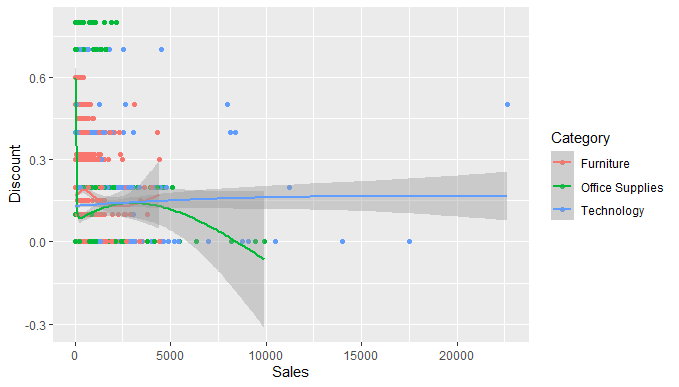 0.6
0.3
0.0
-0.3
Discount
0 5000 10000 15000 20000
Sales
Category
Furniture
Office Supplies
Technology